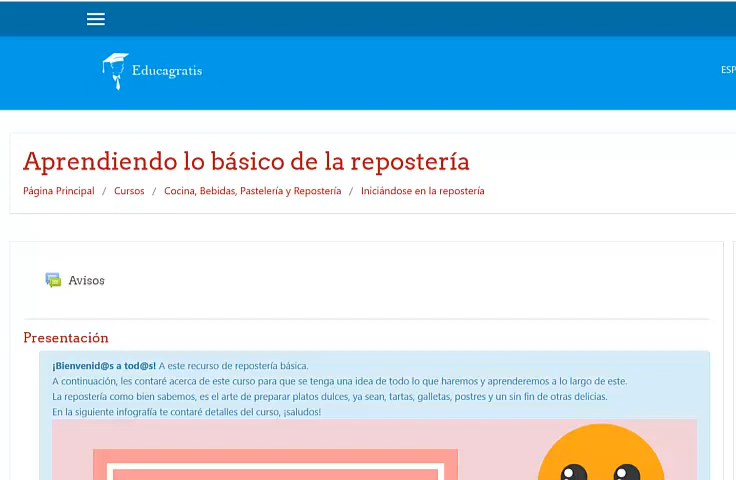 Educagratis
ESP
Aprendiendo lo básico de la repostería
Página Principal / Cursos / Cocina, Bebidas, Pastelería y Repostería / Iniciándose en la repostería
Avisos
Presentación
¡Bienvenid@s a tod@s! A este recurso de repostería básica.
A continuación, les contaré acerca de este curso para que se tenga una idea de todo lo que haremos y aprenderemos a lo largo de este.
La repostería como bien sabemos, es el arte de preparar platos dulces, ya sean, tartas, galletas, postres y un sin fin de otras delicias.
En la siguiente infografía te contaré detalles del curso, ¡saludos!